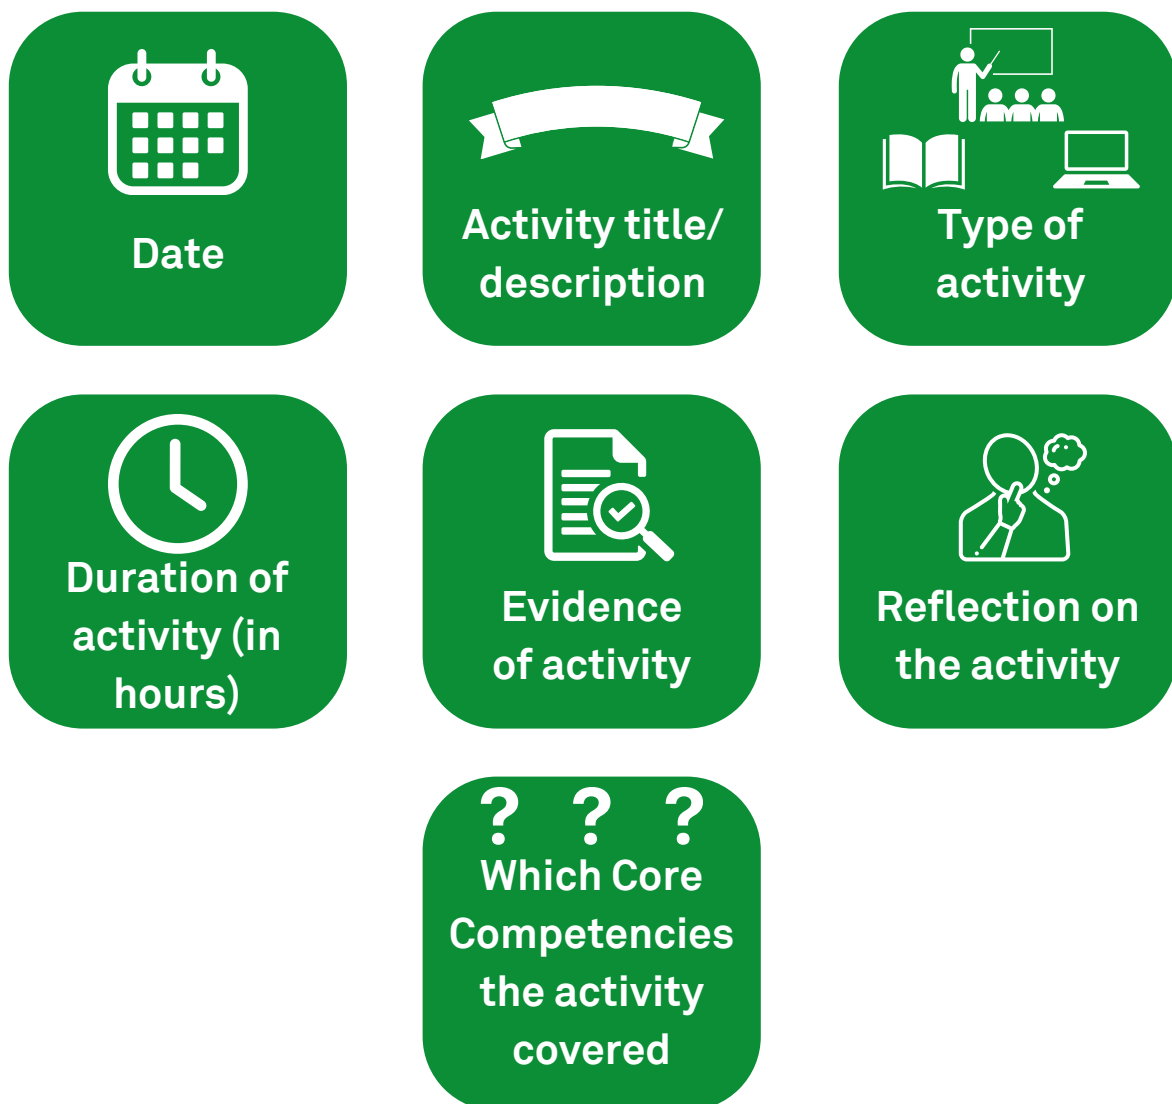 Date
Activity title/
description
Type of
activity
Duration of
activity (in
hours)
Evidence
of activity
Reflection on
the activity
? ? ?
Which Core
Competencies
the activity
covered